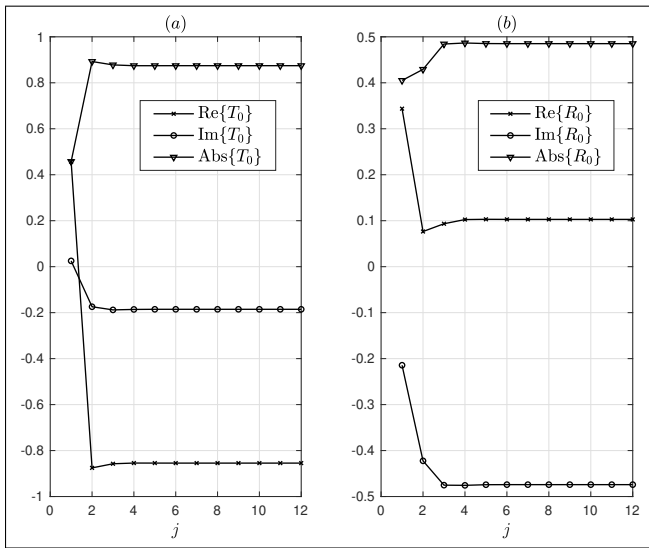 (a)
1
0.8
0.6
0.4
0.2
0
-0.2
-0.4
-0.6
-0.8
-1
Re{T₀}
Im{T₀}
Abs{T₀}
0 2 4 6 8 10 12
j
(b)
0.5
0.4
0.3
0.2
0.1
0
-0.1
-0.2
-0.3
-0.4
-0.5
Re{R₀}
Im{R₀}
Abs{R₀}
0 2 4 6 8 10 12
j